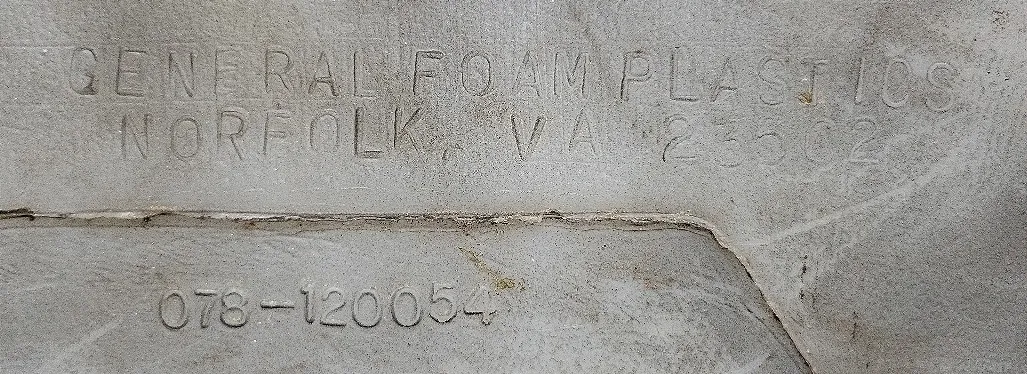 GENERAL FOAM PLASTICS
NORFOLK, VA 23502
078-120054